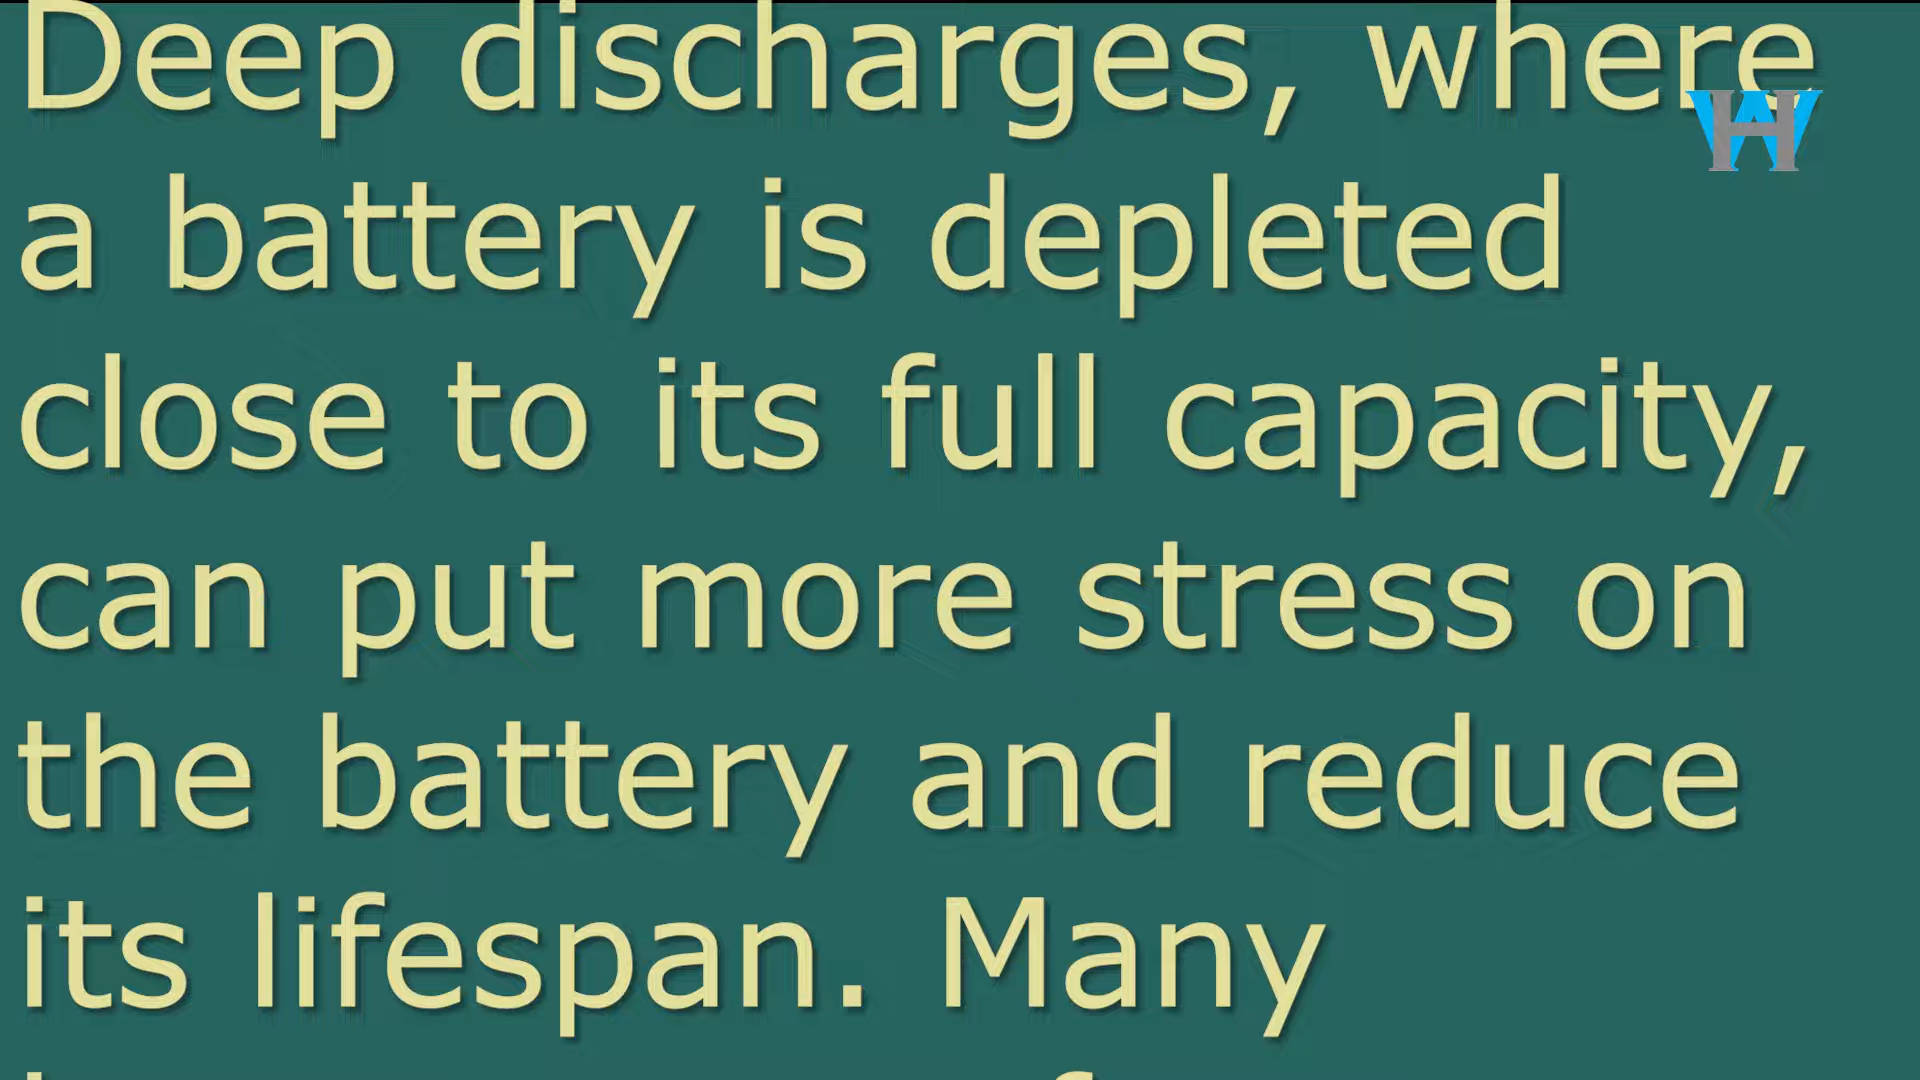 Deep discharges, where
WH
a battery is depleted
close to its full capacity,
can put more stress on
the battery and reduce
its lifespan. Many